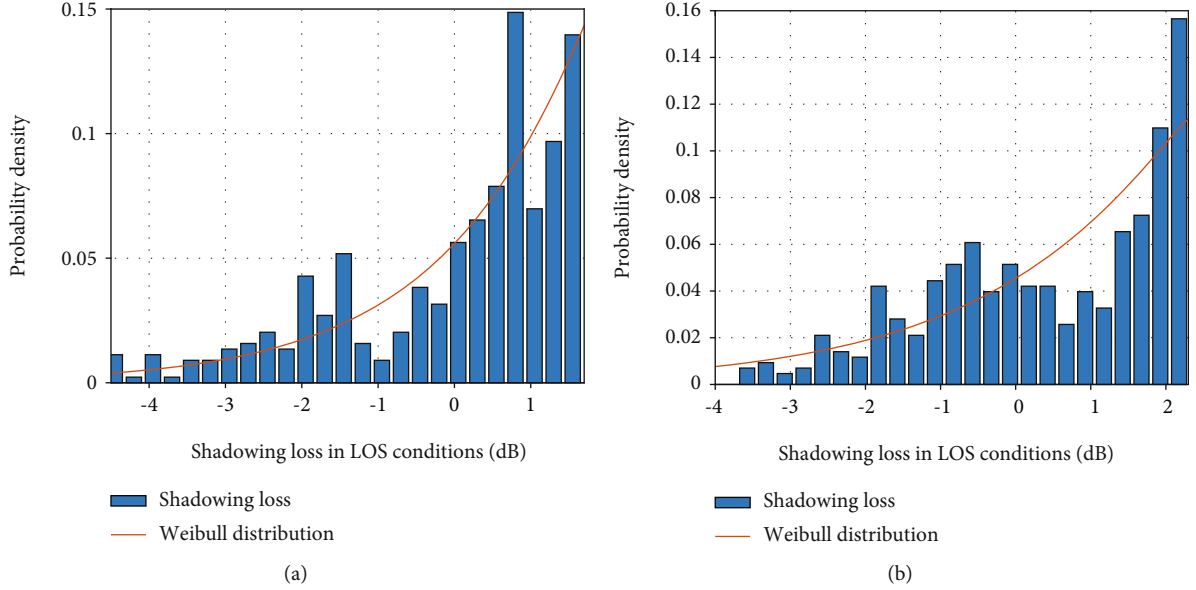 0.15
0.1
0.05
0
Probability density
-4 -3 -2 -1 0 1
Shadowing loss in LOS conditions (dB)
Shadowing loss
Weibull distribution
(a)
0.16
0.14
0.12
0.1
0.08
0.06
0.04
0.02
0
Probability density
-4 -3 -2 -1 0 1 2
Shadowing loss in LOS conditions (dB)
Shadowing loss
Weibull distribution
(b)